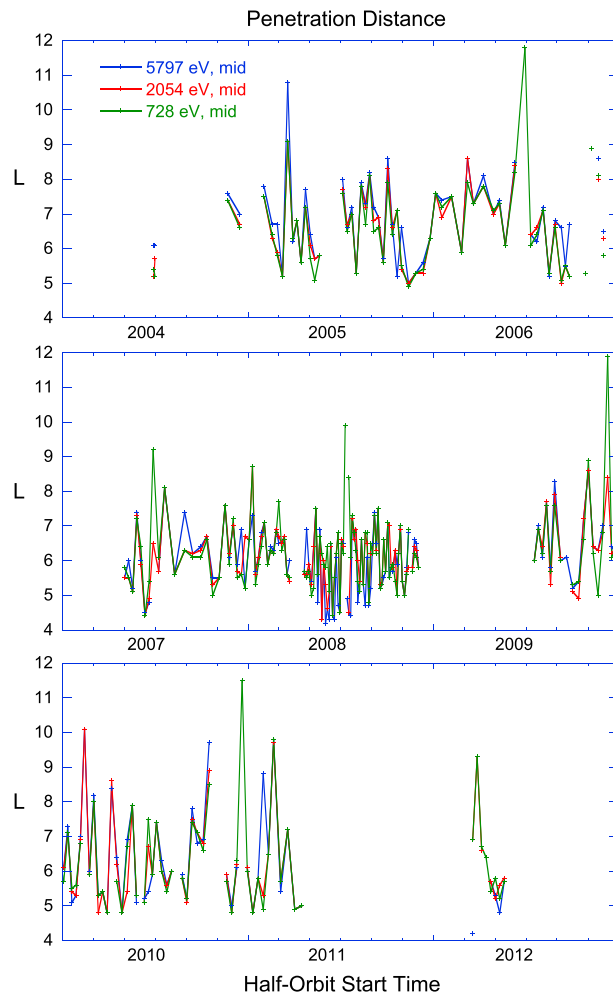 Penetration Distance
12
5797 eV, mid
11
2054 eV, mid
10
728 eV, mid
9
8
L
7
6
5
4
2004 2005 2006
12
11
10
9
8
L
7
6
5
4
2007 2008 2009
12
11
10
9
8
L
7
6
5
4
2010 2011 2012
Half-Orbit Start Time